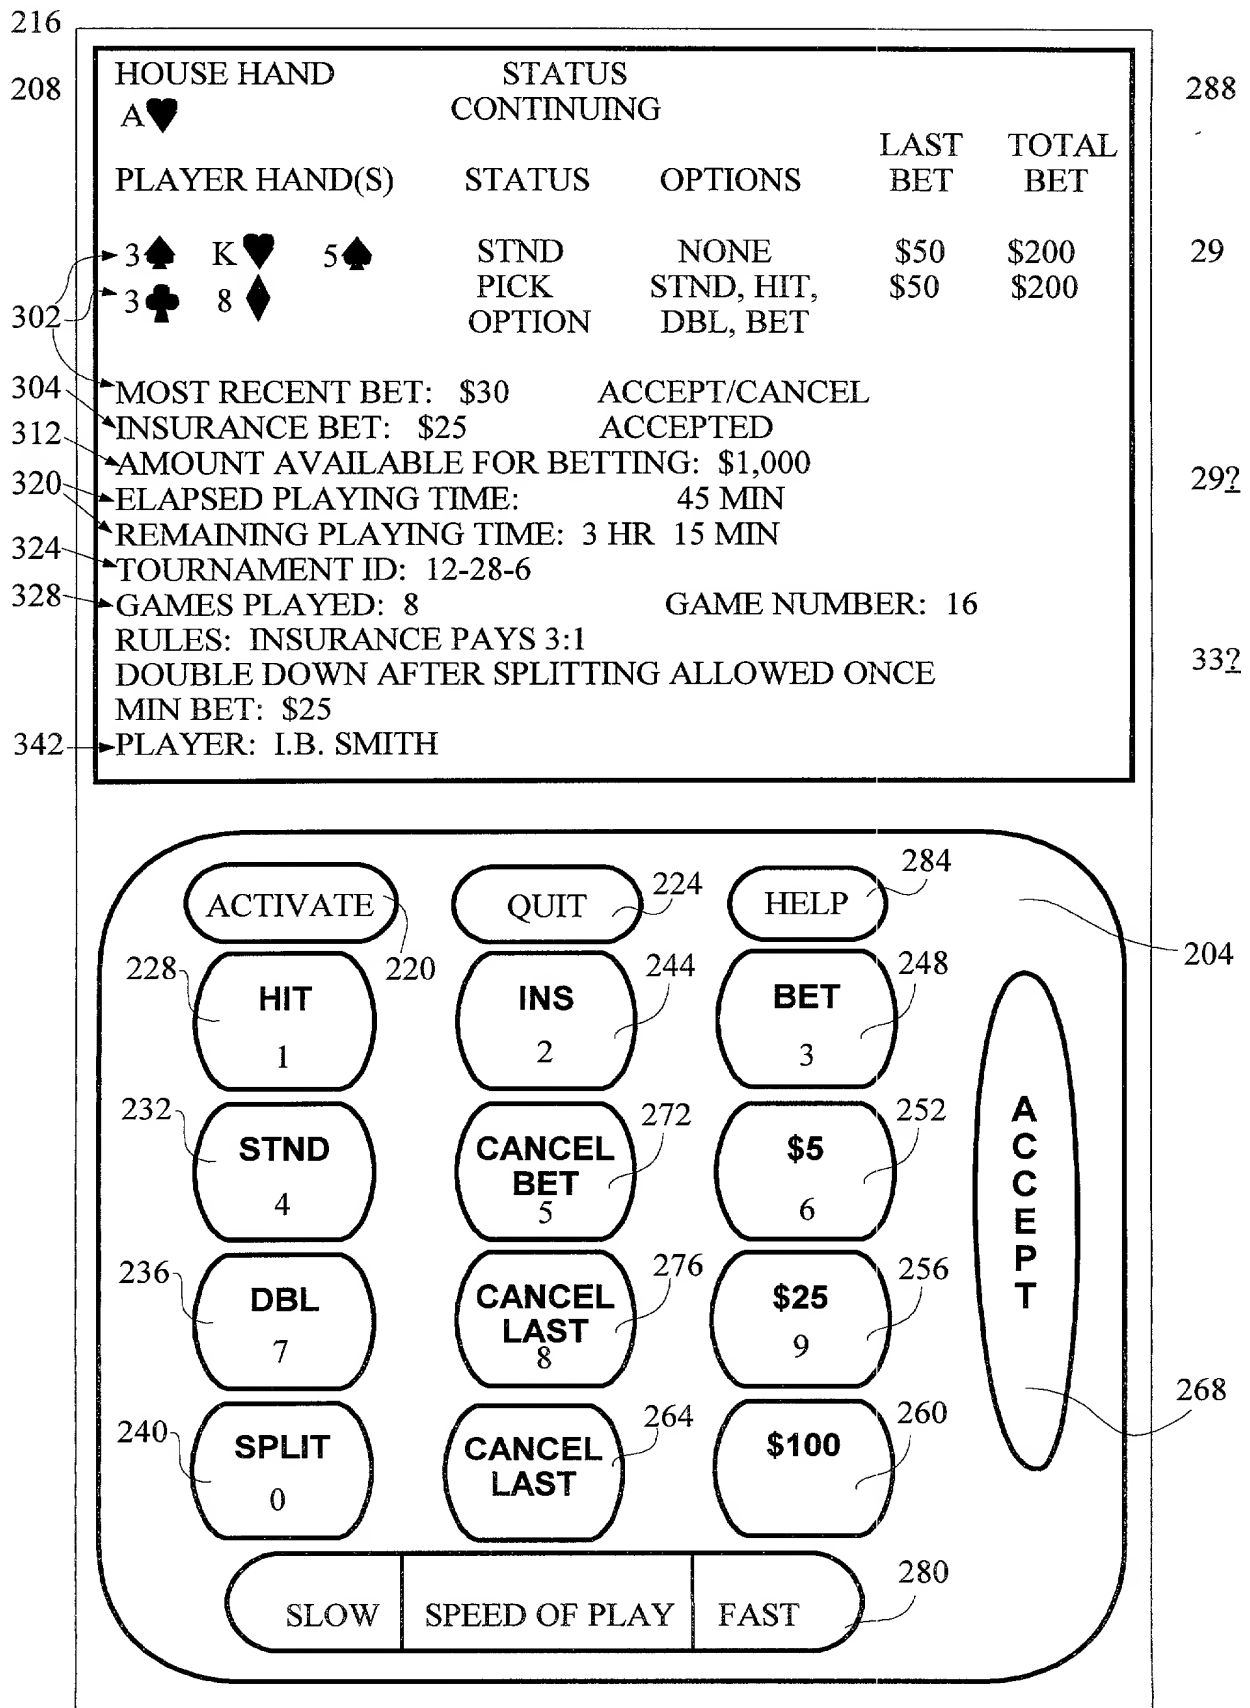 216
208 HOUSE HAND STATUS 288
A♥ CONTINUING
LAST TOTAL
PLAYER HAND(S) STATUS OPTIONS BET BET
3♠ K♥ 5♠ STND NONE $50 $200 29
302 3♣ 8♦ PICK STND, HIT, $50 $200
OPTION DBL, BET
304 MOST RECENT BET: $30 ACCEPT/CANCEL
312 INSURANCE BET: $25 ACCEPTED
AMOUNT AVAILABLE FOR BETTING: $1,000
320 ELAPSED PLAYING TIME: 45 MIN 29?
REMAINING PLAYING TIME: 3 HR 15 MIN
324 TOURNAMENT ID: 12-28-6
328 GAMES PLAYED: 8 GAME NUMBER: 16
RULES: INSURANCE PAYS 3:1
DOUBLE DOWN AFTER SPLITTING ALLOWED ONCE 33?
MIN BET: $25
342 PLAYER: I.B. SMITH
ACTIVATE QUIT 224 HELP 284
228 220 244 248 204
HIT INS BET
1 2 3
232 272 252
STND CANCEL BET $5
4 5 6
236 276 256
DBL CANCEL LAST $25
7 8 9
240 264 260 268
SPLIT CANCEL LAST $100
0
ACCEPT
SLOW SPEED OF PLAY FAST 280